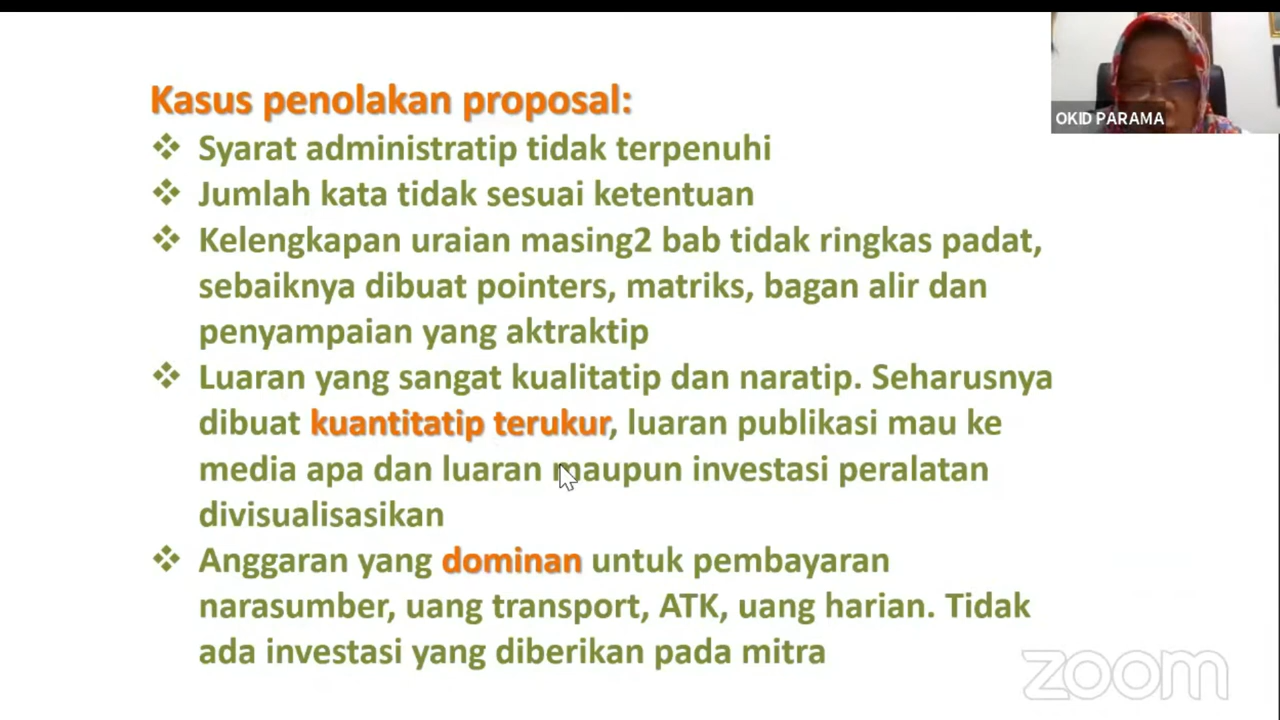 Kasus penolakan proposal:
❖ Syarat administratip tidak terpenuhi
❖ Jumlah kata tidak sesuai ketentuan
❖ Kelengkapan uraian masing2 bab tidak ringkas padat,
sebaiknya dibuat pointers, matriks, bagan alir dan
penyampaian yang aktraktip
❖ Luaran yang sangat kualitatip dan naratip. Seharusnya
dibuat kuantitatip terukur, luaran publikasi mau ke
media apa dan luaran maupun investasi peralatan
divisualisasikan
❖ Anggaran yang dominan untuk pembayaran
narasumber, uang transport, ATK, uang harian. Tidak
ada investasi yang diberikan pada mitra
OKID PARAMA
zoom